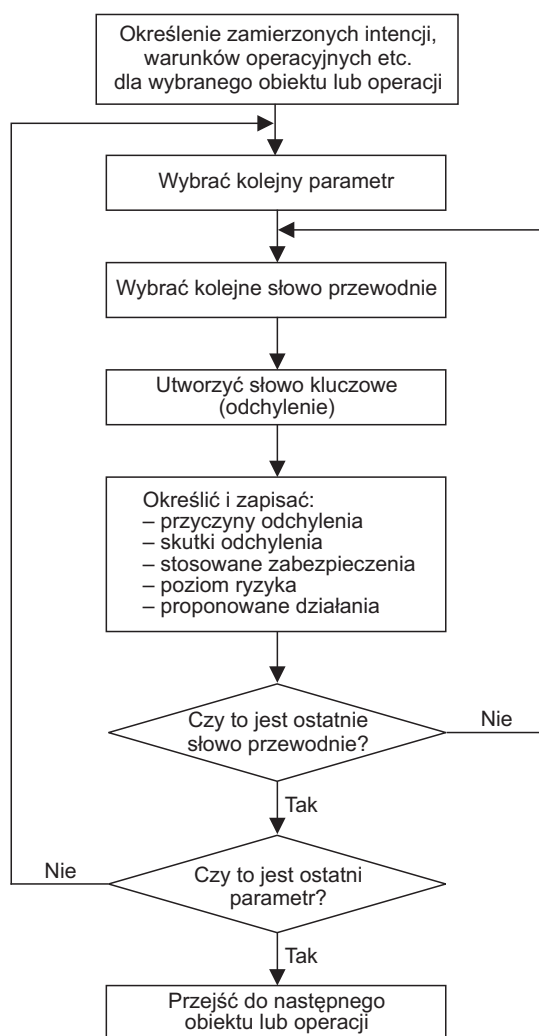 Określenie zamierzonych intencji,
warunków operacyjnych etc.
dla wybranego obiektu lub operacji
Wybrać kolejny parametr
Wybrać kolejne słowo przewodnie
Utworzyć słowo kluczowe
(odchylenie)
Określić i zapisać:
– przyczyny odchylenia
– skutki odchylenia
– stosowane zabezpieczenia
– poziom ryzyka
– proponowane działania
Czy to jest ostatnie
słowo przewodnie?
Nie
Tak
Nie
Czy to jest ostatni
parametr?
Tak
Przejść do następnego
obiektu lub operacji